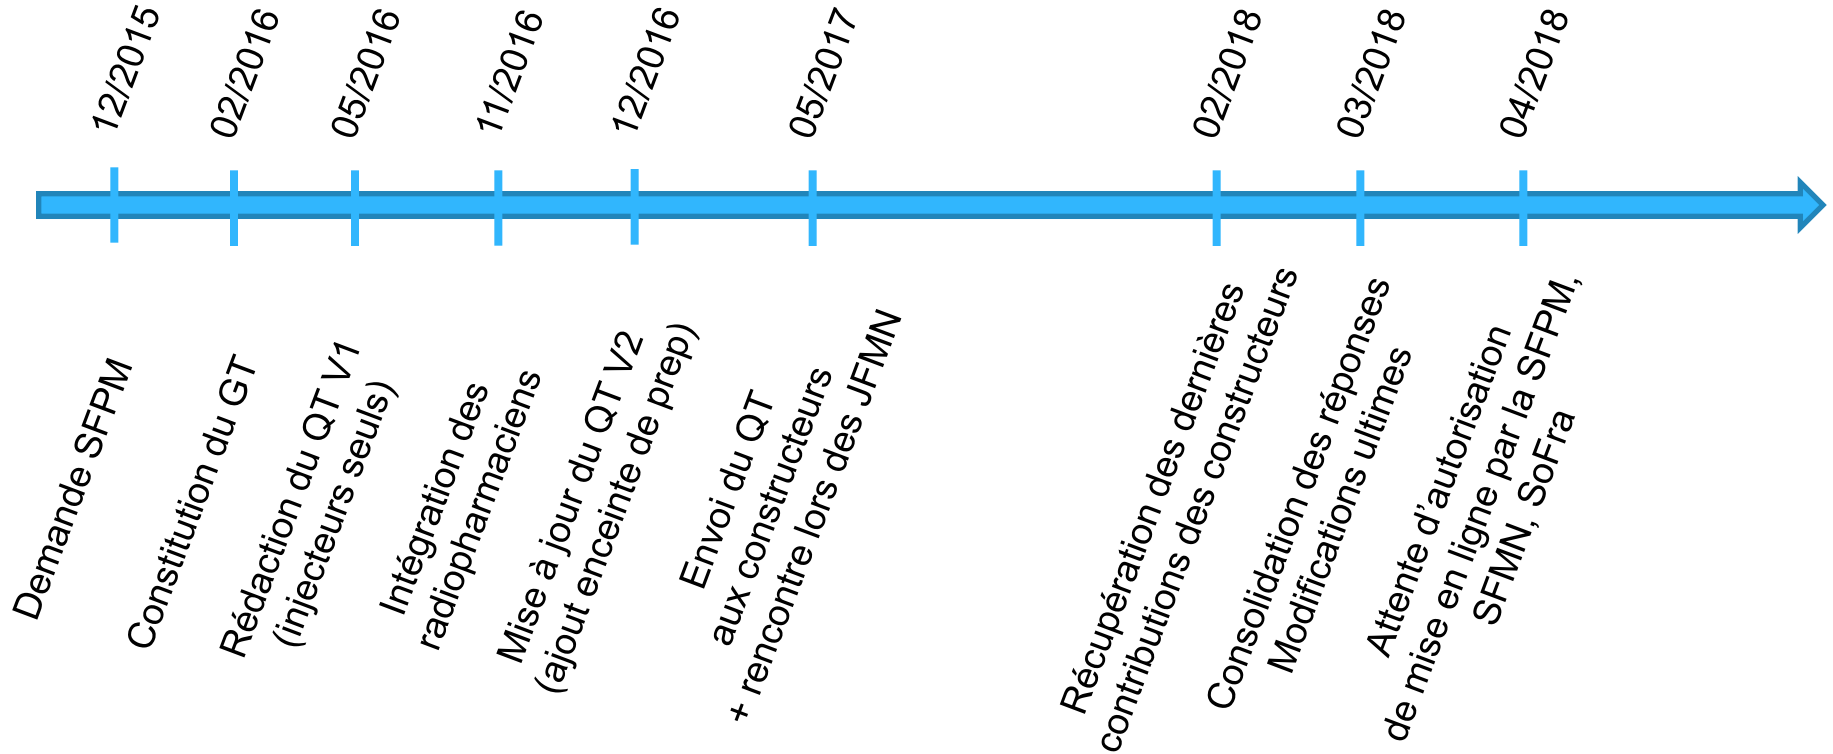 12/2015
02/2016
05/2016
11/2016
12/2016
05/2017
02/2018
03/2018
04/2018
Demande SFPM
Constitution du GT
Rédaction du QT V1
(injecteurs seuls)
Intégration des
radiopharmaciens
Mise à jour du QT V2
(ajout enceinte de prep)
Envoi du QT
aux constructeurs
+ rencontre lors des JFMN
Récupération des dernières
contributions des constructeurs
Consolidation des réponses
Modifications ultimes
Attente d’autorisation
de mise en ligne par la SFPM,
SFMN, SoFra